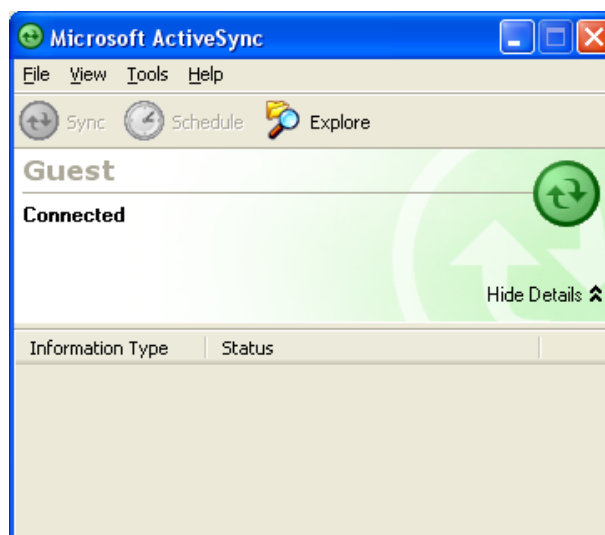 Microsoft ActiveSync
File View Tools Help
Sync Schedule Explore
Guest
Connected
Hide Details
Information Type Status